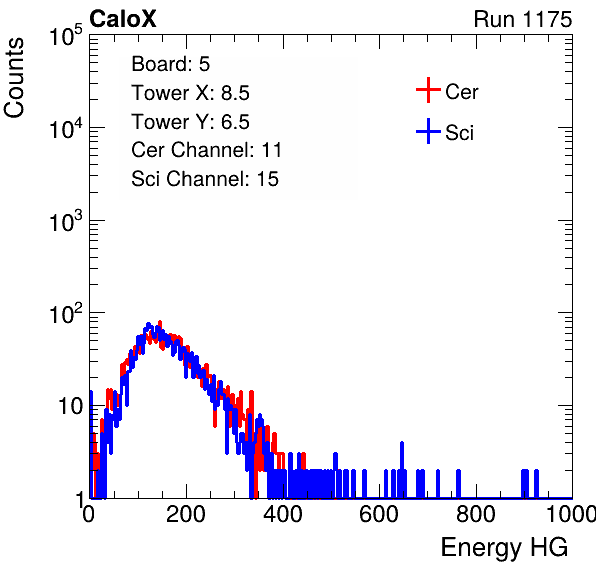 CaloX Run 1175
Counts
10^5
10^4
10^3
10^2
10
1
Board: 5
Tower X: 8.5
Tower Y: 6.5
Cer Channel: 11
Sci Channel: 15
Cer
Sci
0 200 400 600 800 1000
Energy HG